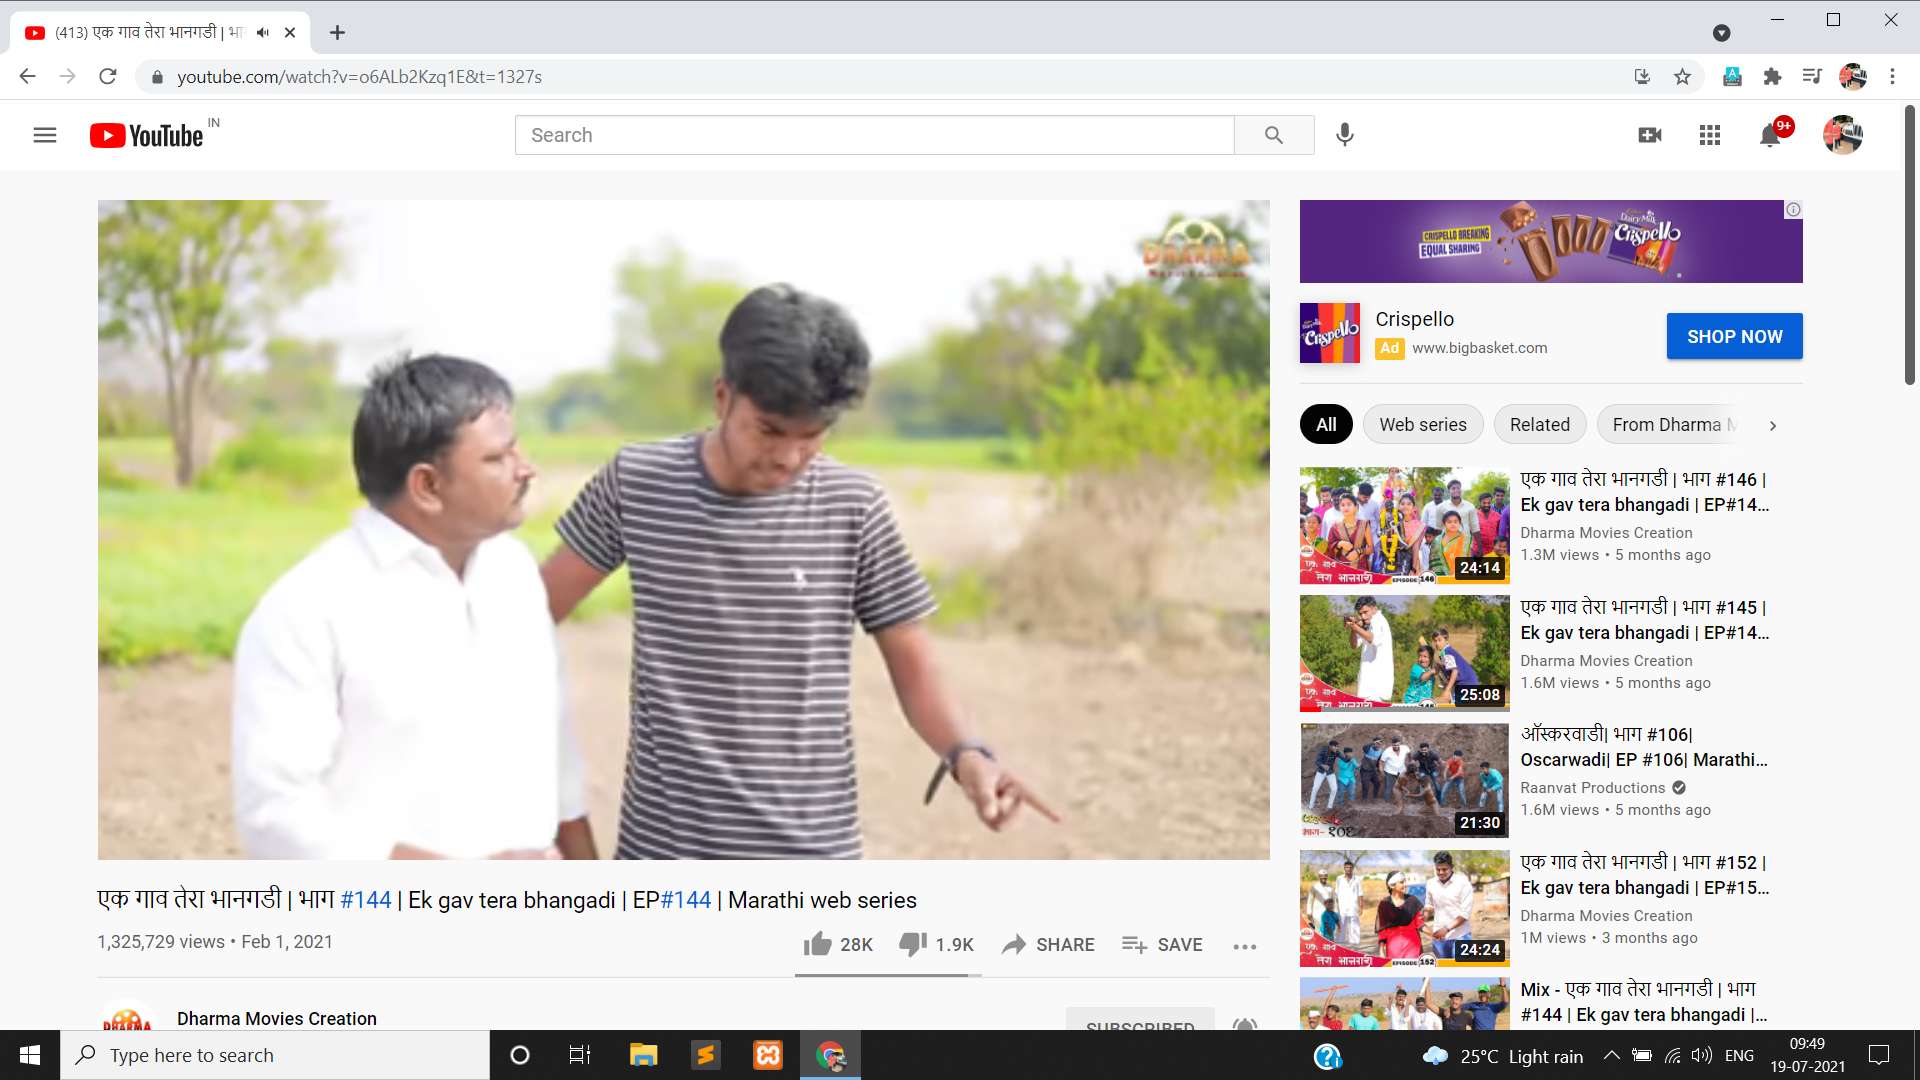 (413) एक गाव तेरा भानगडी | भा
youtube.com/watch?v=o6ALb2Kzq1E&t=1327s
YouTube IN
Search
9+
DHARMA
CRISPELLO BREAKING
EQUAL SHARING
Dairy Milk
Crispello
Crispello
Crispello
Ad www.bigbasket.com
SHOP NOW
All Web series Related From Dharma M
एक गाव तेरा भानगडी | भाग #146 |
Ek gav tera bhangadi | EP#14...
Dharma Movies Creation
1.3M views • 5 months ago
EPISODE 146
24:14
एक गाव तेरा भानगडी | भाग #145 |
Ek gav tera bhangadi | EP#14...
Dharma Movies Creation
1.6M views • 5 months ago
25:08
ऑस्करवाडी| भाग #106|
Oscarwadi| EP #106| Marathi...
Raanvat Productions
1.6M views • 5 months ago
भाग- १०६
21:30
एक गाव तेरा भानगडी | भाग #152 |
Ek gav tera bhangadi | EP#15...
Dharma Movies Creation
1M views • 3 months ago
EPISODE 152
24:24
Mix - एक गाव तेरा भानगडी | भाग
#144 | Ek gav tera bhangadi |...
एक गाव तेरा भानगडी | भाग #144 | Ek gav tera bhangadi | EP#144 | Marathi web series
1,325,729 views • Feb 1, 2021
28K 1.9K SHARE SAVE
DHARMA
Dharma Movies Creation
SUBSCRIBED
Type here to search
25°C Light rain
ENG
09:49
19-07-2021